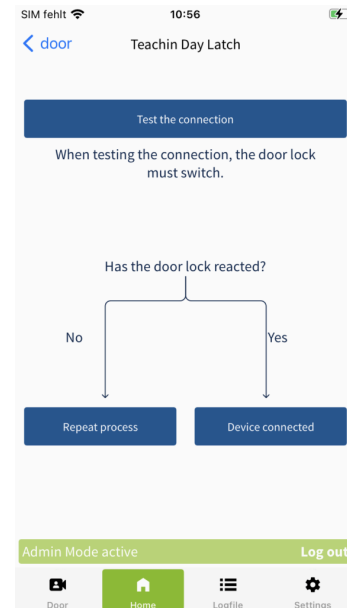 SIM fehlt 10:56
door Teachin Day Latch
Test the connection
When testing the connection, the door lock
must switch.
Has the door lock reacted?
No Yes
Repeat process Device connected
Admin Mode active Log out
Door Home Logfile Settings